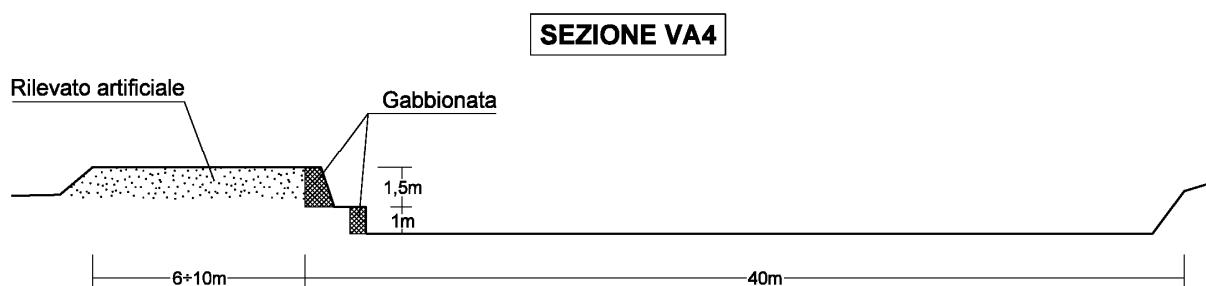 SEZIONE VA4
Rilevato artificiale
Gabbionata
1,5m
1m
6÷10m
40m